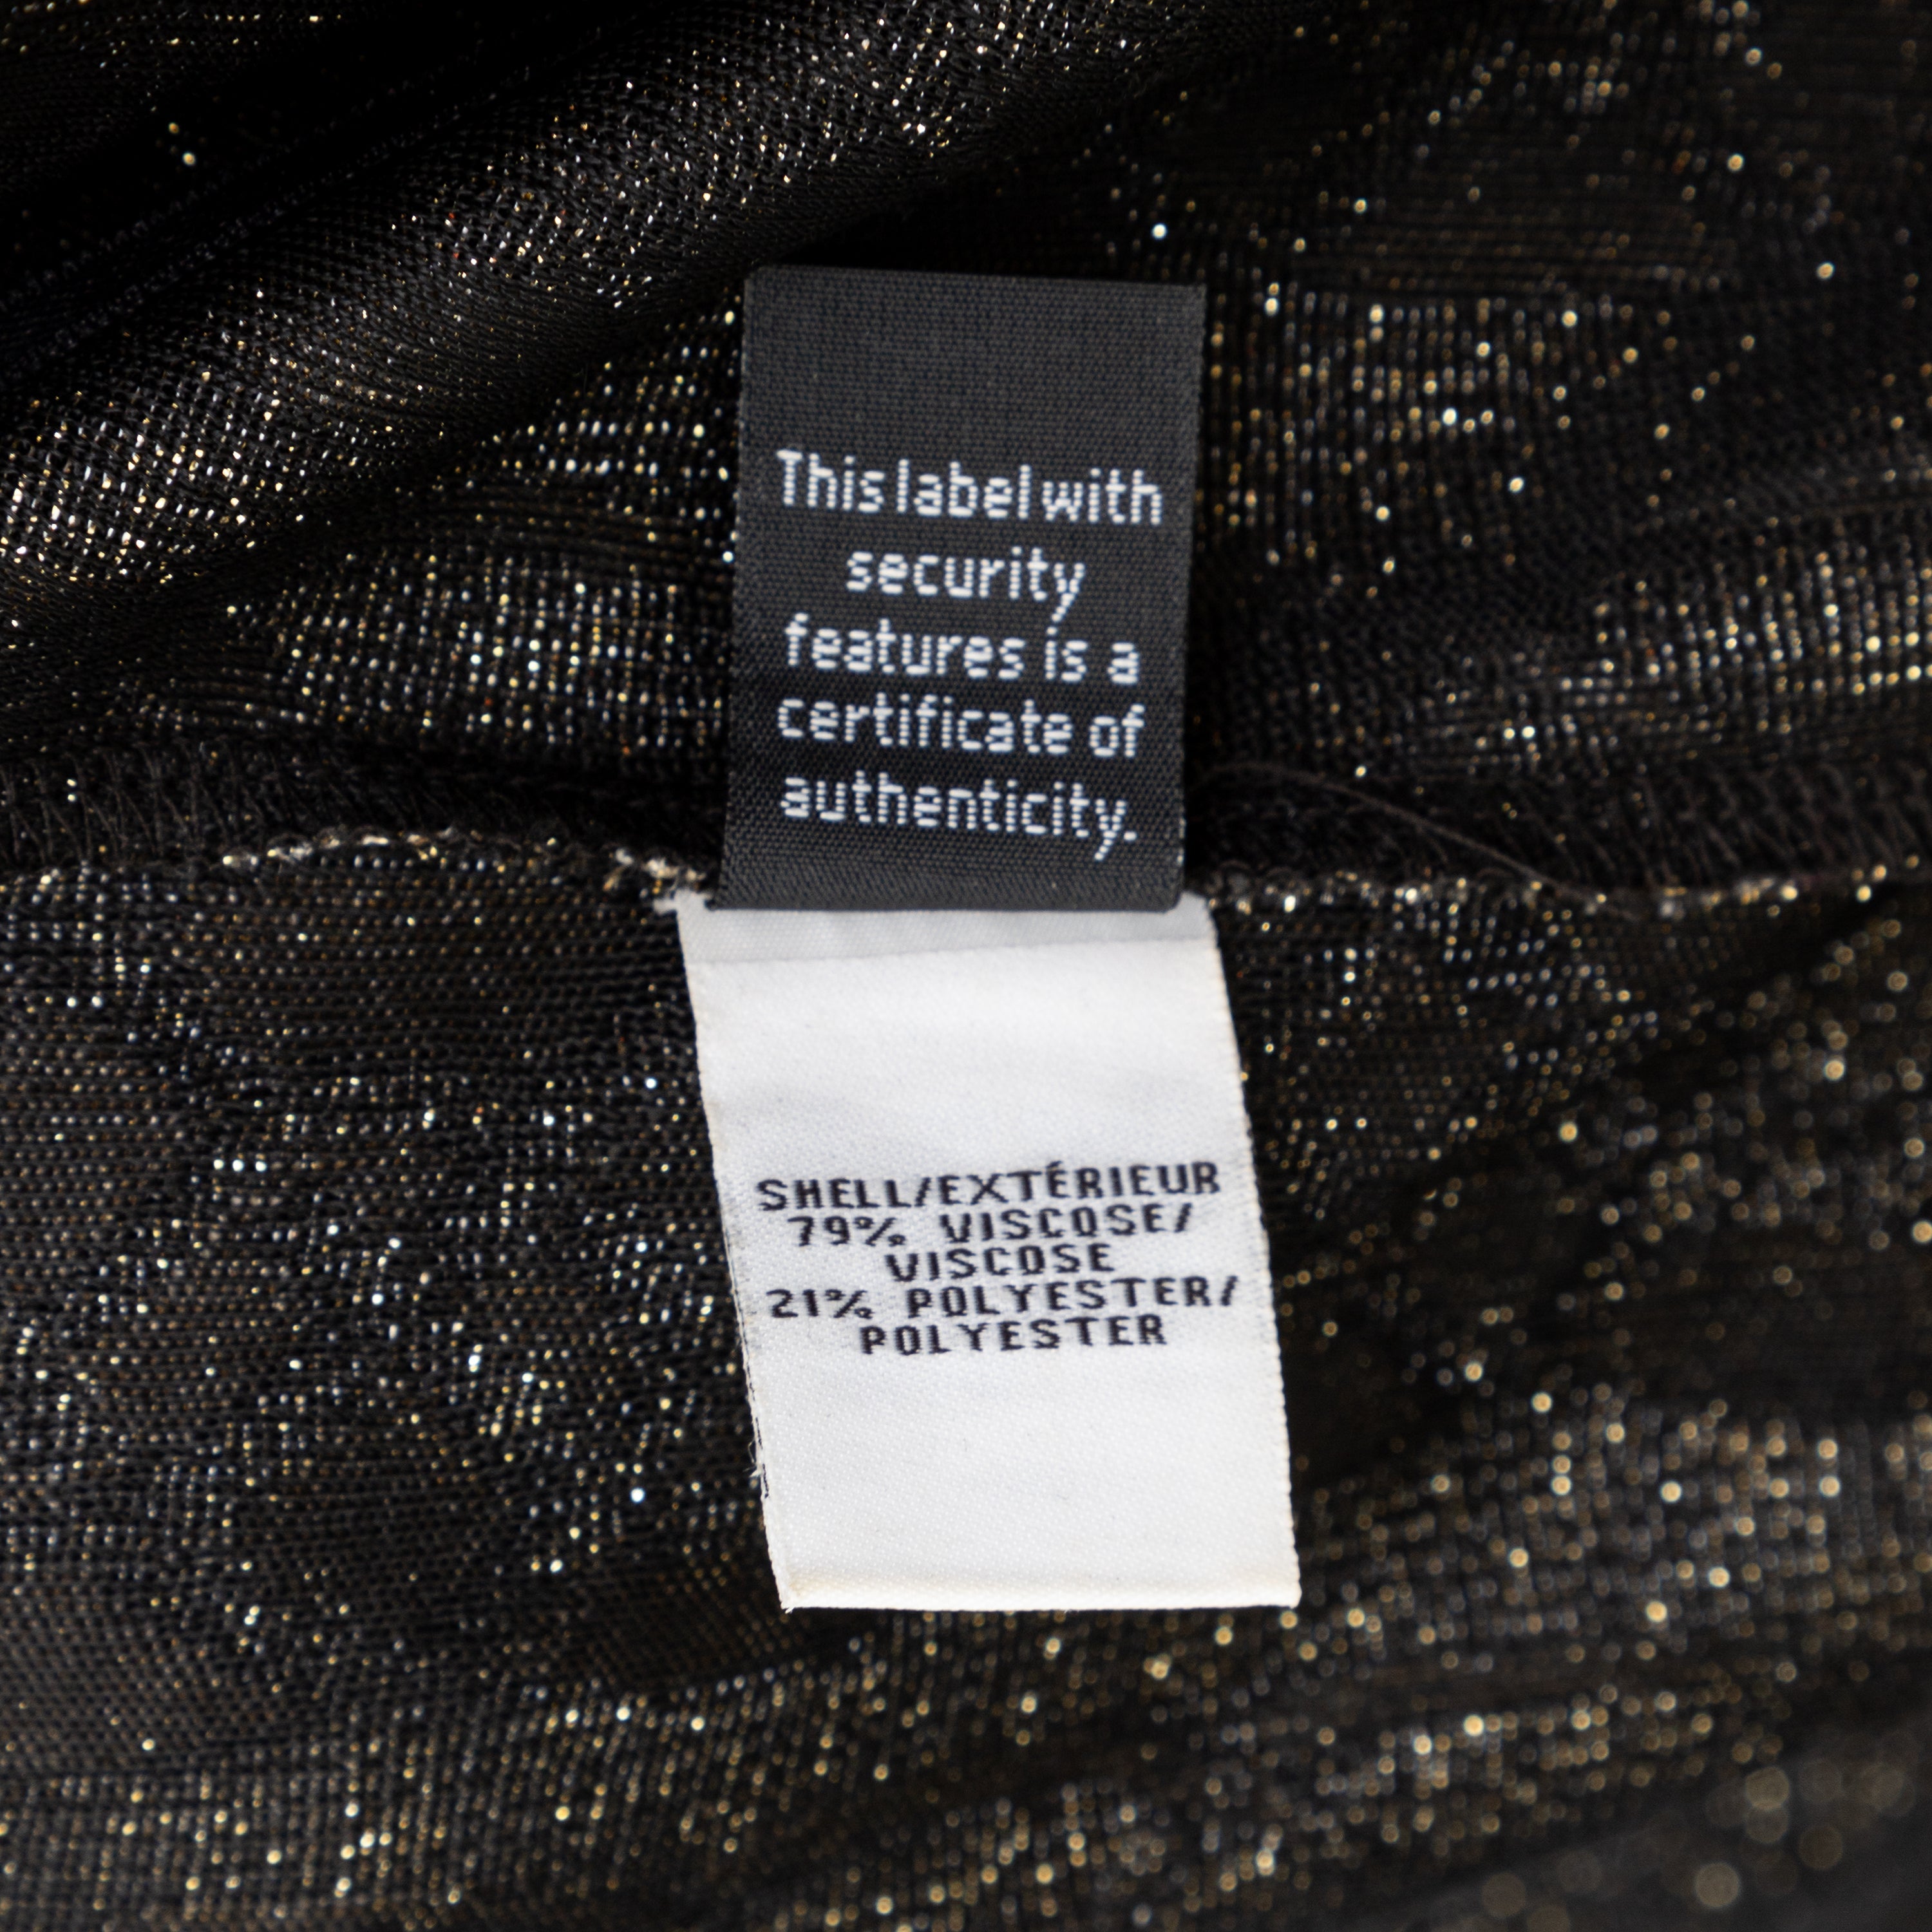 This label with
security
features is a
certificate of
authenticity.
SHELL/EXTÉRIEUR
79% VISCOSE/
VISCOSE
21% POLYESTER/
POLYESTER